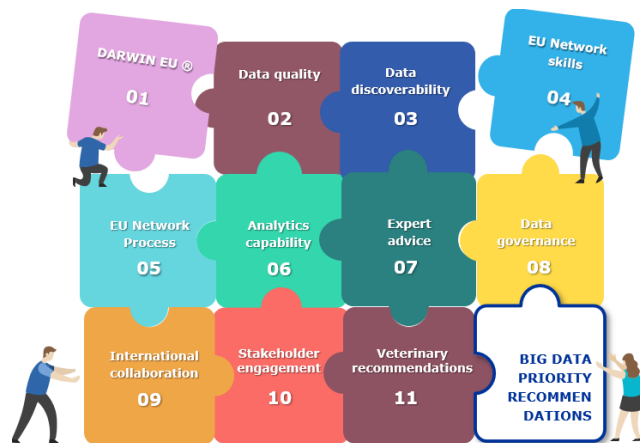 DARWIN EU ®
01
Data quality
02
Data
discoverability
03
EU Network
skills
04
EU Network
Process
05
Analytics
capability
06
Expert
advice
07
Data
governance
08
International
collaboration
09
Stakeholder
engagement
10
Veterinary
recommendations
11
BIG DATA
PRIORITY
RECOMMEN
DATIONS